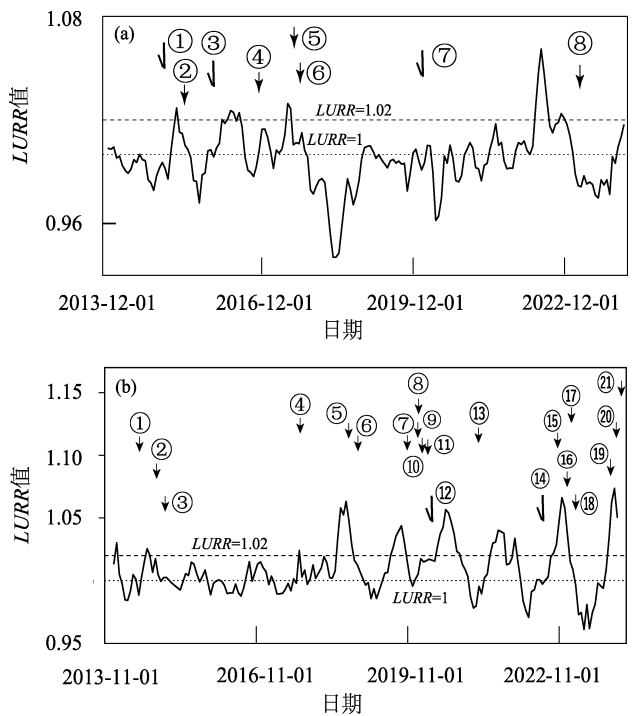 1.08
(a)
① ③ ④ ⑤ ⑦ ⑧
② ⑥
LURR=1.02
LURR=1
LURR值
0.96
2013-12-01 2016-12-01 2019-12-01 2022-12-01
日期
(b)
1.15
⑧ ㉑
① ④ ⑤ ⑥ ⑦ ⑨ ⑬ ⑮ ⑰ ⑳
② ⑩ ⑪
1.10
③ ⑫ ⑭ ⑯ ⑱ ⑲
LURR值
1.05
LURR=1.02
1.00
LURR=1
0.95
2013-11-01 2016-11-01 2019-11-01 2022-11-01
日期